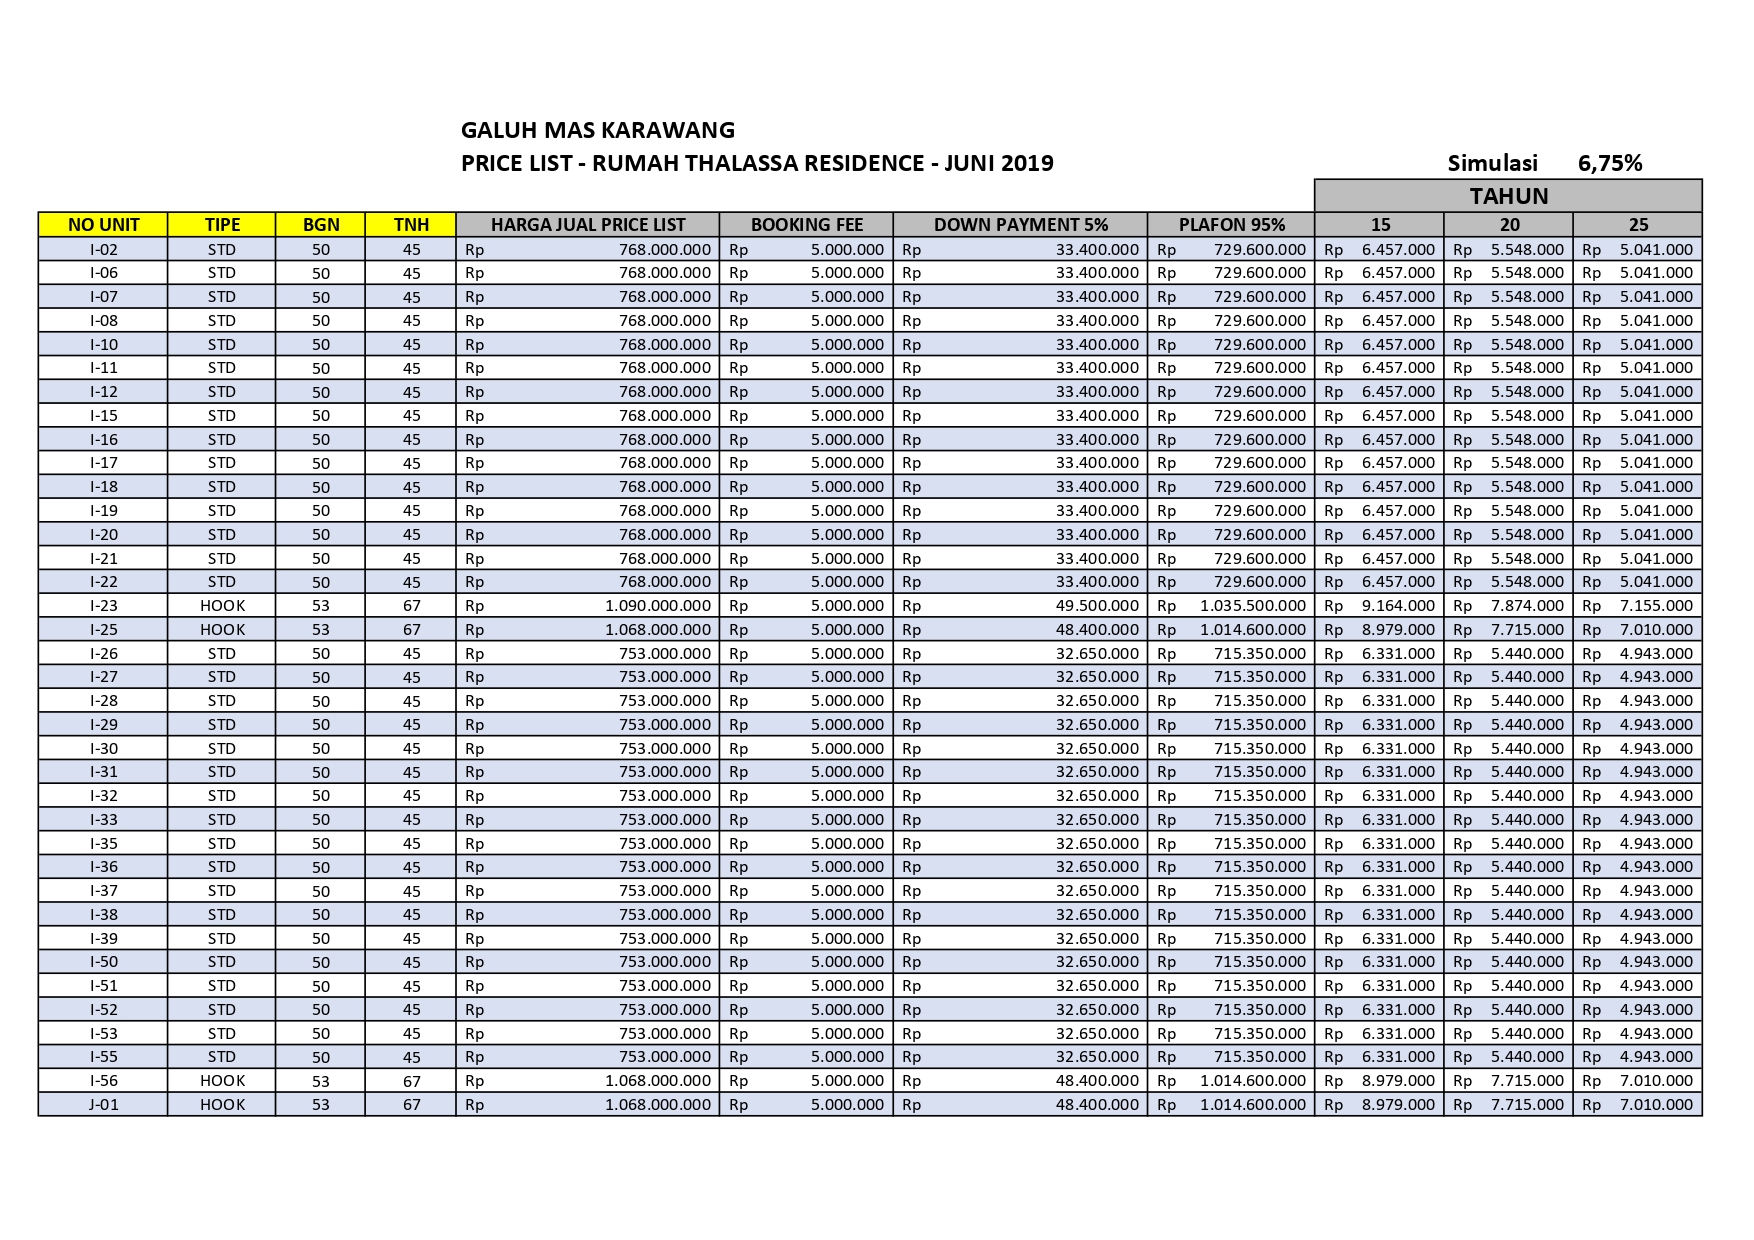 GALUH MAS KARAWANG
PRICE LIST - RUMAH THALASSA RESIDENCE - JUNI 2019 Simulasi 6,75%
TAHUN
NO UNIT TIPE BGN TNH HARGA JUAL PRICE LIST BOOKING FEE DOWN PAYMENT 5% PLAFON 95% 15 20 25
I-02 STD 50 45 Rp 768.000.000 Rp 5.000.000 Rp 33.400.000 Rp 729.600.000 Rp 6.457.000 Rp 5.548.000 Rp 5.041.000
I-06 STD 50 45 Rp 768.000.000 Rp 5.000.000 Rp 33.400.000 Rp 729.600.000 Rp 6.457.000 Rp 5.548.000 Rp 5.041.000
I-07 STD 50 45 Rp 768.000.000 Rp 5.000.000 Rp 33.400.000 Rp 729.600.000 Rp 6.457.000 Rp 5.548.000 Rp 5.041.000
I-08 STD 50 45 Rp 768.000.000 Rp 5.000.000 Rp 33.400.000 Rp 729.600.000 Rp 6.457.000 Rp 5.548.000 Rp 5.041.000
I-10 STD 50 45 Rp 768.000.000 Rp 5.000.000 Rp 33.400.000 Rp 729.600.000 Rp 6.457.000 Rp 5.548.000 Rp 5.041.000
I-11 STD 50 45 Rp 768.000.000 Rp 5.000.000 Rp 33.400.000 Rp 729.600.000 Rp 6.457.000 Rp 5.548.000 Rp 5.041.000
I-12 STD 50 45 Rp 768.000.000 Rp 5.000.000 Rp 33.400.000 Rp 729.600.000 Rp 6.457.000 Rp 5.548.000 Rp 5.041.000
I-15 STD 50 45 Rp 768.000.000 Rp 5.000.000 Rp 33.400.000 Rp 729.600.000 Rp 6.457.000 Rp 5.548.000 Rp 5.041.000
I-16 STD 50 45 Rp 768.000.000 Rp 5.000.000 Rp 33.400.000 Rp 729.600.000 Rp 6.457.000 Rp 5.548.000 Rp 5.041.000
I-17 STD 50 45 Rp 768.000.000 Rp 5.000.000 Rp 33.400.000 Rp 729.600.000 Rp 6.457.000 Rp 5.548.000 Rp 5.041.000
I-18 STD 50 45 Rp 768.000.000 Rp 5.000.000 Rp 33.400.000 Rp 729.600.000 Rp 6.457.000 Rp 5.548.000 Rp 5.041.000
I-19 STD 50 45 Rp 768.000.000 Rp 5.000.000 Rp 33.400.000 Rp 729.600.000 Rp 6.457.000 Rp 5.548.000 Rp 5.041.000
I-20 STD 50 45 Rp 768.000.000 Rp 5.000.000 Rp 33.400.000 Rp 729.600.000 Rp 6.457.000 Rp 5.548.000 Rp 5.041.000
I-21 STD 50 45 Rp 768.000.000 Rp 5.000.000 Rp 33.400.000 Rp 729.600.000 Rp 6.457.000 Rp 5.548.000 Rp 5.041.000
I-22 STD 50 45 Rp 768.000.000 Rp 5.000.000 Rp 33.400.000 Rp 729.600.000 Rp 6.457.000 Rp 5.548.000 Rp 5.041.000
I-23 HOOK 53 67 Rp 1.090.000.000 Rp 5.000.000 Rp 49.500.000 Rp 1.035.500.000 Rp 9.164.000 Rp 7.874.000 Rp 7.155.000
I-25 HOOK 53 67 Rp 1.068.000.000 Rp 5.000.000 Rp 48.400.000 Rp 1.014.600.000 Rp 8.979.000 Rp 7.715.000 Rp 7.010.000
I-26 STD 50 45 Rp 753.000.000 Rp 5.000.000 Rp 32.650.000 Rp 715.350.000 Rp 6.331.000 Rp 5.440.000 Rp 4.943.000
I-27 STD 50 45 Rp 753.000.000 Rp 5.000.000 Rp 32.650.000 Rp 715.350.000 Rp 6.331.000 Rp 5.440.000 Rp 4.943.000
I-28 STD 50 45 Rp 753.000.000 Rp 5.000.000 Rp 32.650.000 Rp 715.350.000 Rp 6.331.000 Rp 5.440.000 Rp 4.943.000
I-29 STD 50 45 Rp 753.000.000 Rp 5.000.000 Rp 32.650.000 Rp 715.350.000 Rp 6.331.000 Rp 5.440.000 Rp 4.943.000
I-30 STD 50 45 Rp 753.000.000 Rp 5.000.000 Rp 32.650.000 Rp 715.350.000 Rp 6.331.000 Rp 5.440.000 Rp 4.943.000
I-31 STD 50 45 Rp 753.000.000 Rp 5.000.000 Rp 32.650.000 Rp 715.350.000 Rp 6.331.000 Rp 5.440.000 Rp 4.943.000
I-32 STD 50 45 Rp 753.000.000 Rp 5.000.000 Rp 32.650.000 Rp 715.350.000 Rp 6.331.000 Rp 5.440.000 Rp 4.943.000
I-33 STD 50 45 Rp 753.000.000 Rp 5.000.000 Rp 32.650.000 Rp 715.350.000 Rp 6.331.000 Rp 5.440.000 Rp 4.943.000
I-35 STD 50 45 Rp 753.000.000 Rp 5.000.000 Rp 32.650.000 Rp 715.350.000 Rp 6.331.000 Rp 5.440.000 Rp 4.943.000
I-36 STD 50 45 Rp 753.000.000 Rp 5.000.000 Rp 32.650.000 Rp 715.350.000 Rp 6.331.000 Rp 5.440.000 Rp 4.943.000
I-37 STD 50 45 Rp 753.000.000 Rp 5.000.000 Rp 32.650.000 Rp 715.350.000 Rp 6.331.000 Rp 5.440.000 Rp 4.943.000
I-38 STD 50 45 Rp 753.000.000 Rp 5.000.000 Rp 32.650.000 Rp 715.350.000 Rp 6.331.000 Rp 5.440.000 Rp 4.943.000
I-39 STD 50 45 Rp 753.000.000 Rp 5.000.000 Rp 32.650.000 Rp 715.350.000 Rp 6.331.000 Rp 5.440.000 Rp 4.943.000
I-50 STD 50 45 Rp 753.000.000 Rp 5.000.000 Rp 32.650.000 Rp 715.350.000 Rp 6.331.000 Rp 5.440.000 Rp 4.943.000
I-51 STD 50 45 Rp 753.000.000 Rp 5.000.000 Rp 32.650.000 Rp 715.350.000 Rp 6.331.000 Rp 5.440.000 Rp 4.943.000
I-52 STD 50 45 Rp 753.000.000 Rp 5.000.000 Rp 32.650.000 Rp 715.350.000 Rp 6.331.000 Rp 5.440.000 Rp 4.943.000
I-53 STD 50 45 Rp 753.000.000 Rp 5.000.000 Rp 32.650.000 Rp 715.350.000 Rp 6.331.000 Rp 5.440.000 Rp 4.943.000
I-55 STD 50 45 Rp 753.000.000 Rp 5.000.000 Rp 32.650.000 Rp 715.350.000 Rp 6.331.000 Rp 5.440.000 Rp 4.943.000
I-56 HOOK 53 67 Rp 1.068.000.000 Rp 5.000.000 Rp 48.400.000 Rp 1.014.600.000 Rp 8.979.000 Rp 7.715.000 Rp 7.010.000
J-01 HOOK 53 67 Rp 1.068.000.000 Rp 5.000.000 Rp 48.400.000 Rp 1.014.600.000 Rp 8.979.000 Rp 7.715.000 Rp 7.010.000